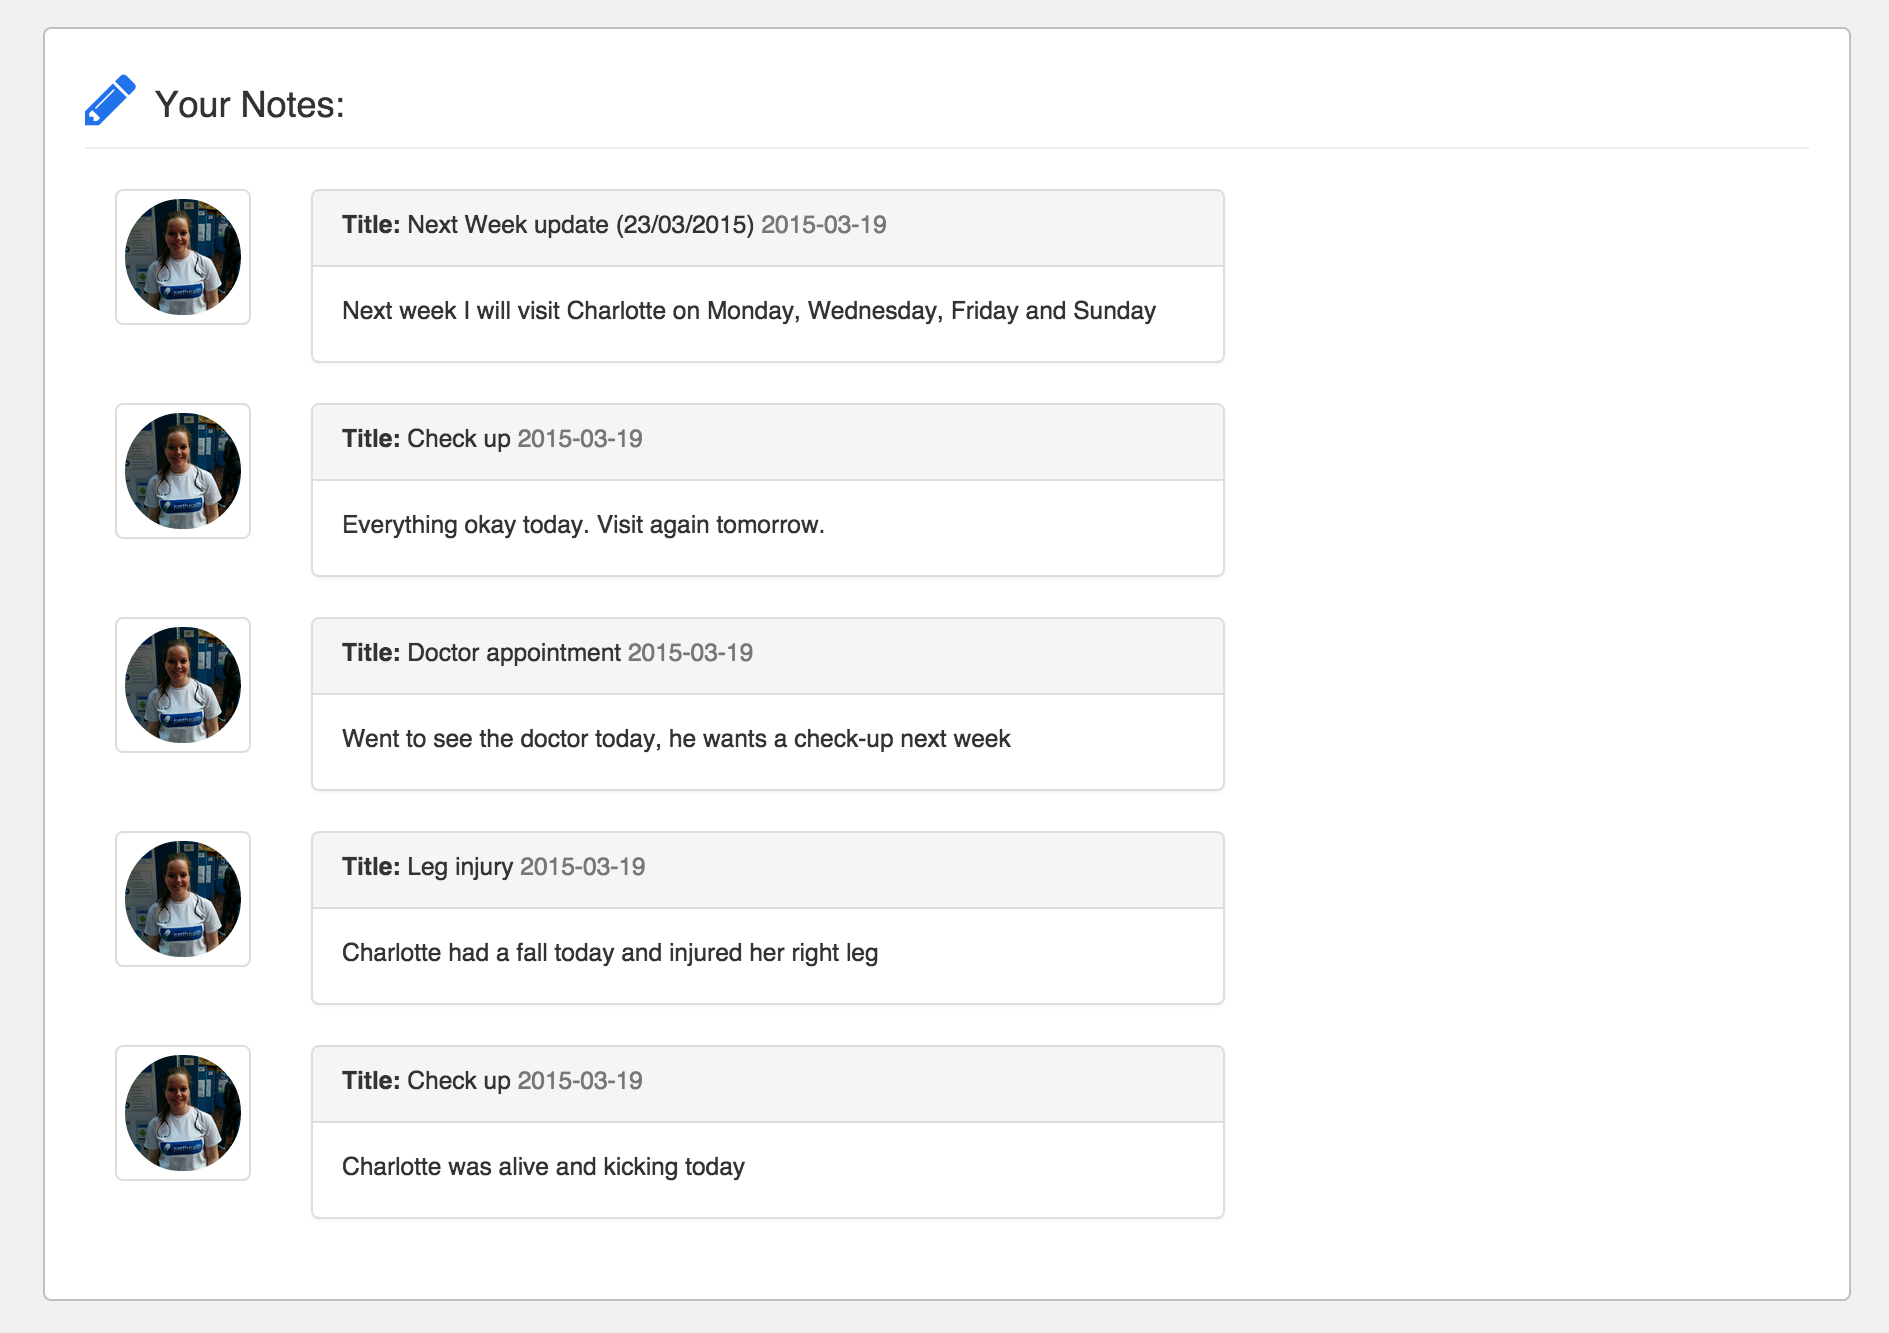 Your Notes:
Title: Next Week update (23/03/2015) 2015-03-19
Next week I will visit Charlotte on Monday, Wednesday, Friday and Sunday
Title: Check up 2015-03-19
Everything okay today. Visit again tomorrow.
Title: Doctor appointment 2015-03-19
Went to see the doctor today, he wants a check-up next week
Title: Leg injury 2015-03-19
Charlotte had a fall today and injured her right leg
Title: Check up 2015-03-19
Charlotte was alive and kicking today